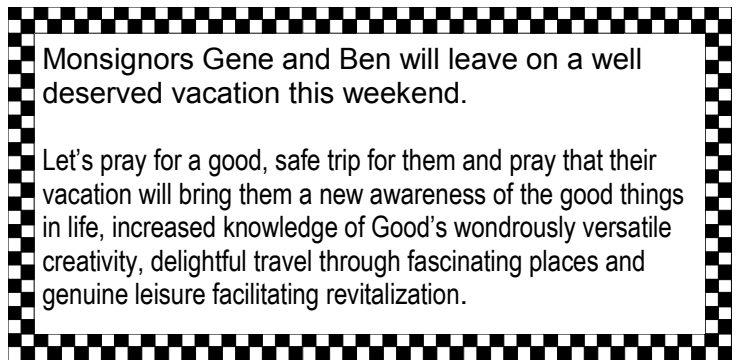 Monsignors Gene and Ben will leave on a well
deserved vacation this weekend.
Let’s pray for a good, safe trip for them and pray that their
vacation will bring them a new awareness of the good things
in life, increased knowledge of Good’s wondrously versatile
creativity, delightful travel through fascinating places and
genuine leisure facilitating revitalization.